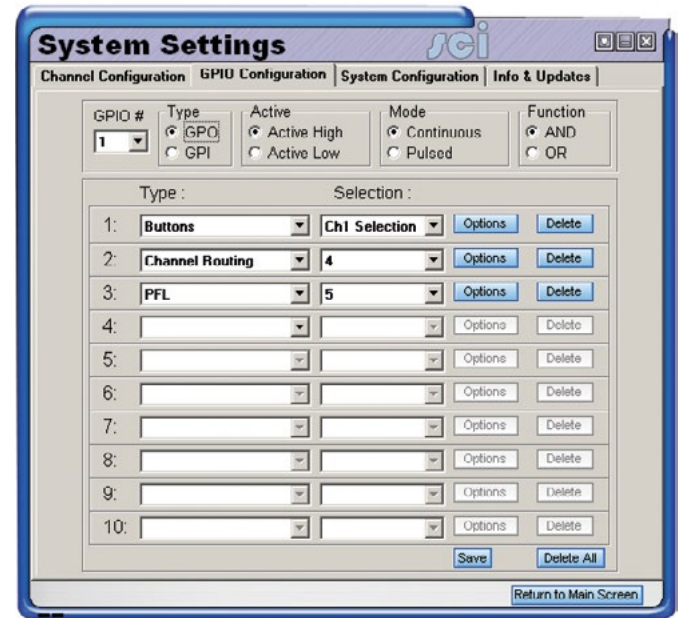 System Settings
sci
Channel Configuration GPIO Configuration System Configuration Info & Updates
GPIO # Type Active Mode Function
1 GPO Active High Continuous AND
GPI Active Low Pulsed OR
Type : Selection :
1: Buttons Ch1 Selection Options Delete
2: Channel Routing 4 Options Delete
3: PFL 5 Options Delete
4: Options Delete
5: Options Delete
6: Options Delete
7: Options Delete
8: Options Delete
9: Options Delete
10: Options Delete
Save Delete All
Return to Main Screen